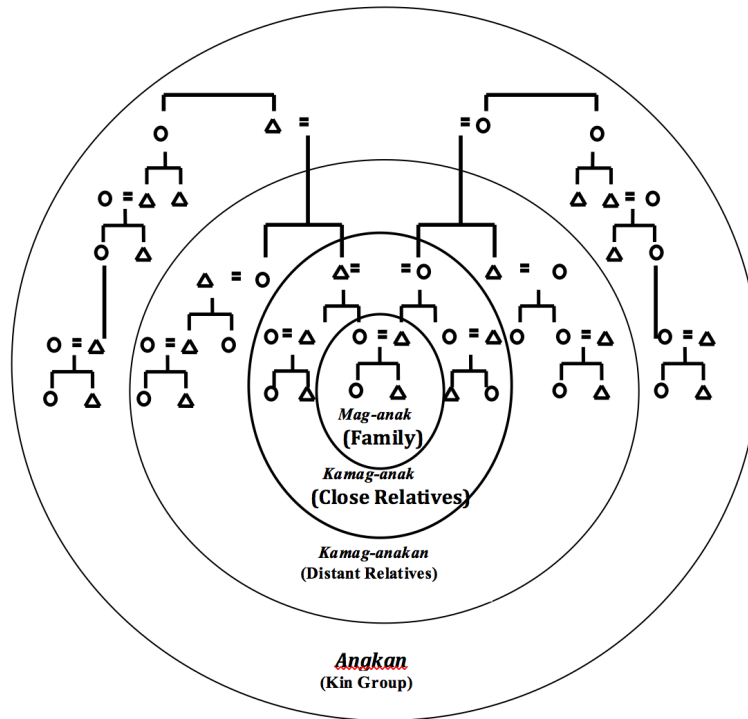 Mag-anak
(Family)
Kamag-anak
(Close Relatives)
Kamag-anakan
(Distant Relatives)
Angkan
(Kin Group)